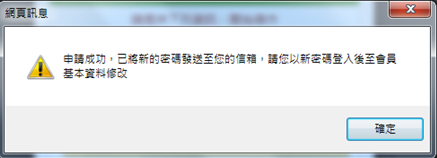 網頁訊息
申請成功，已將新的密碼發送至您的信箱，請您以新密碼登入後至會員
基本資料修改
確定